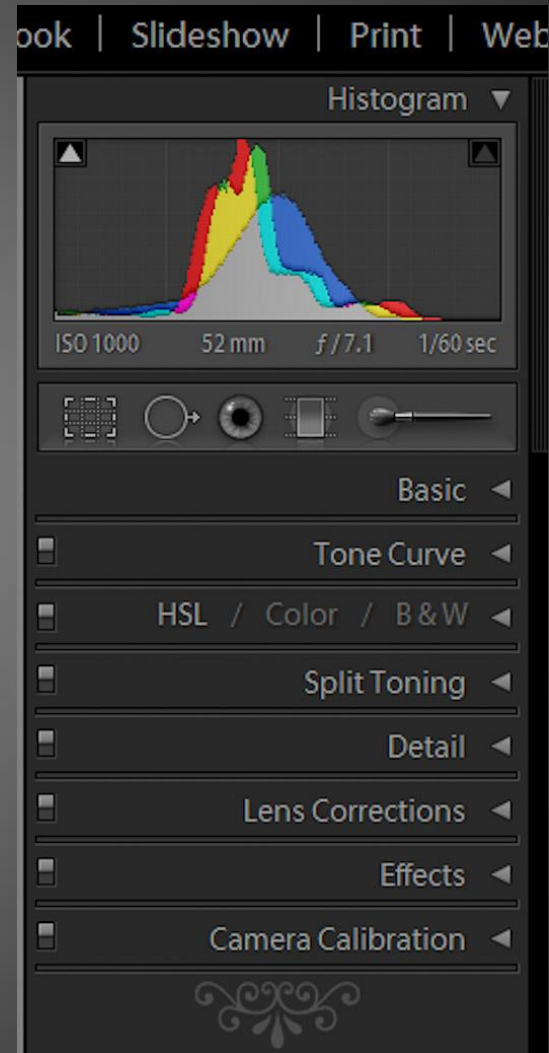 ook | Slideshow | Print | Web
Histogram
ISO 1000 52 mm ƒ / 7.1 1/60 sec
Basic
Tone Curve
HSL / Color / B & W
Split Toning
Detail
Lens Corrections
Effects
Camera Calibration